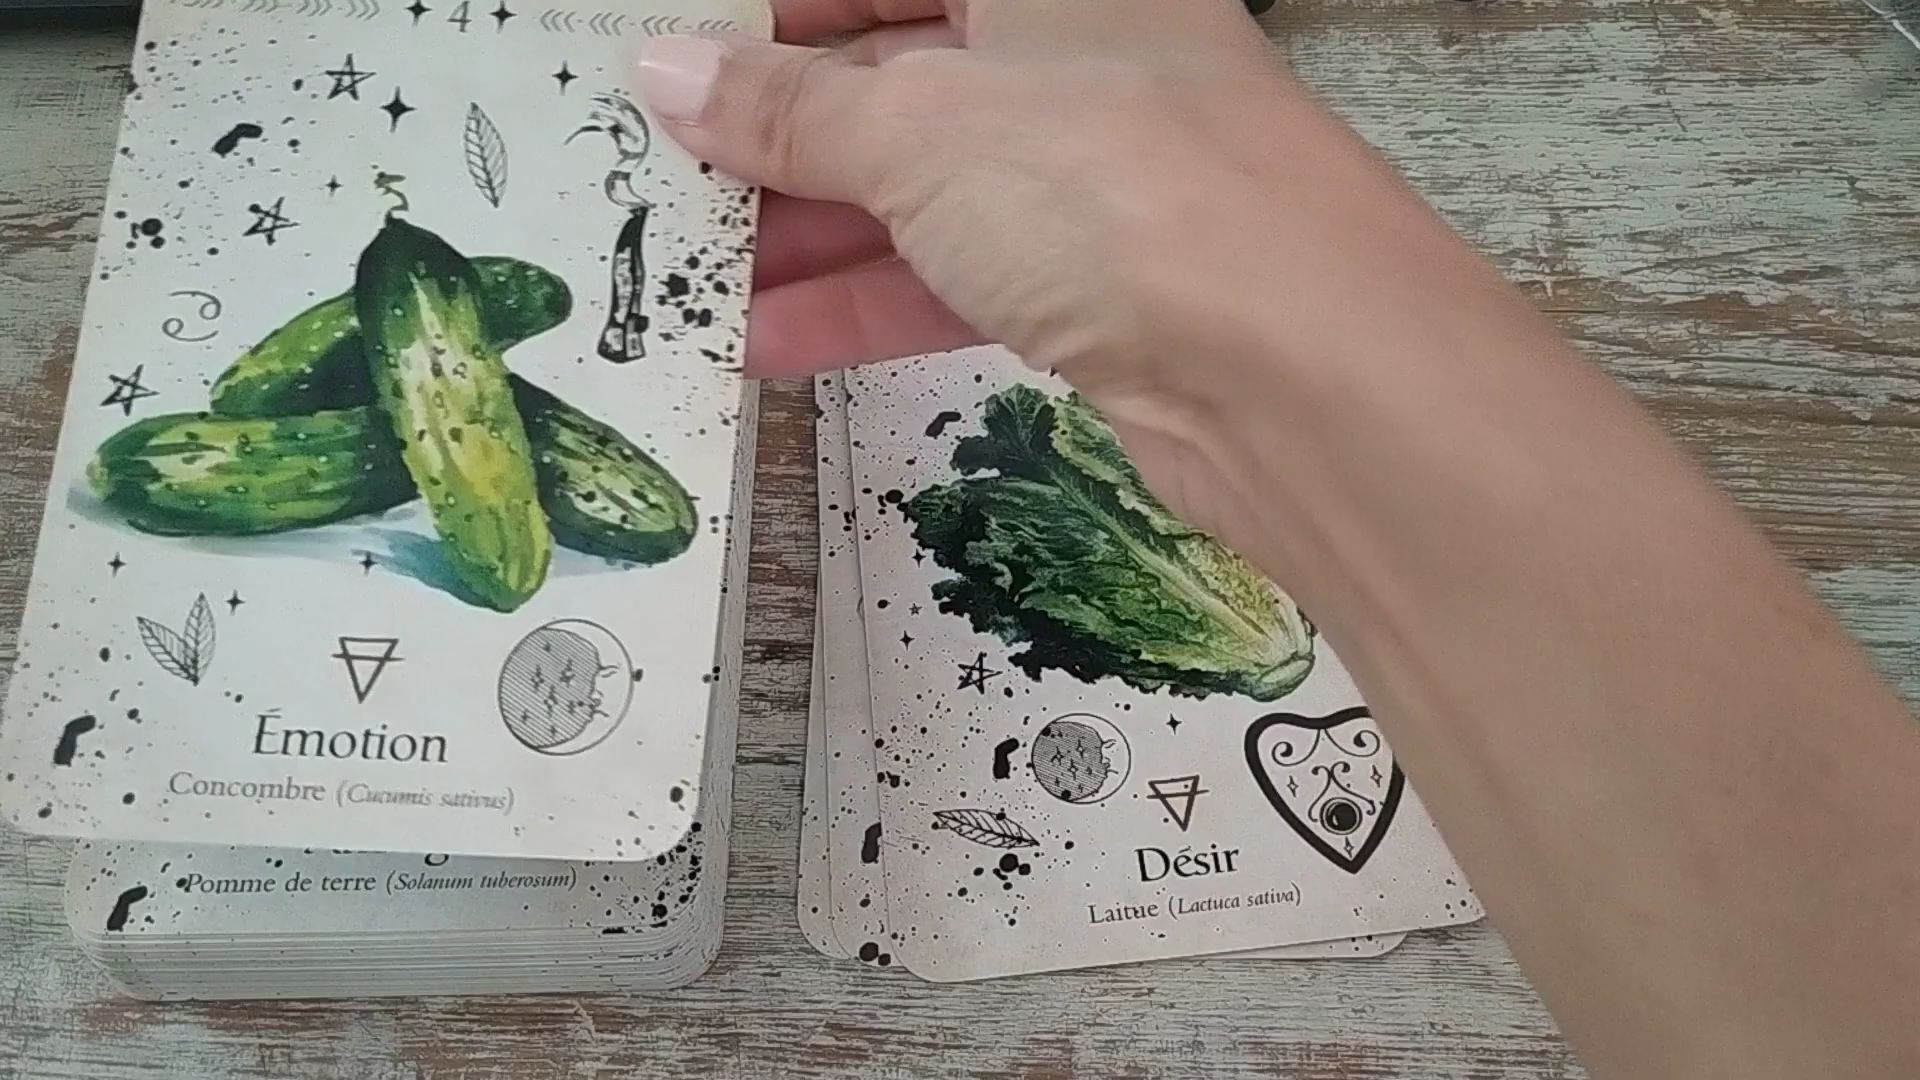 4
Émotion
Concombre (Cucumis sativus)
Pomme de terre (Solanum tuberosum)
Désir
Laitue (Lactuca sativa)